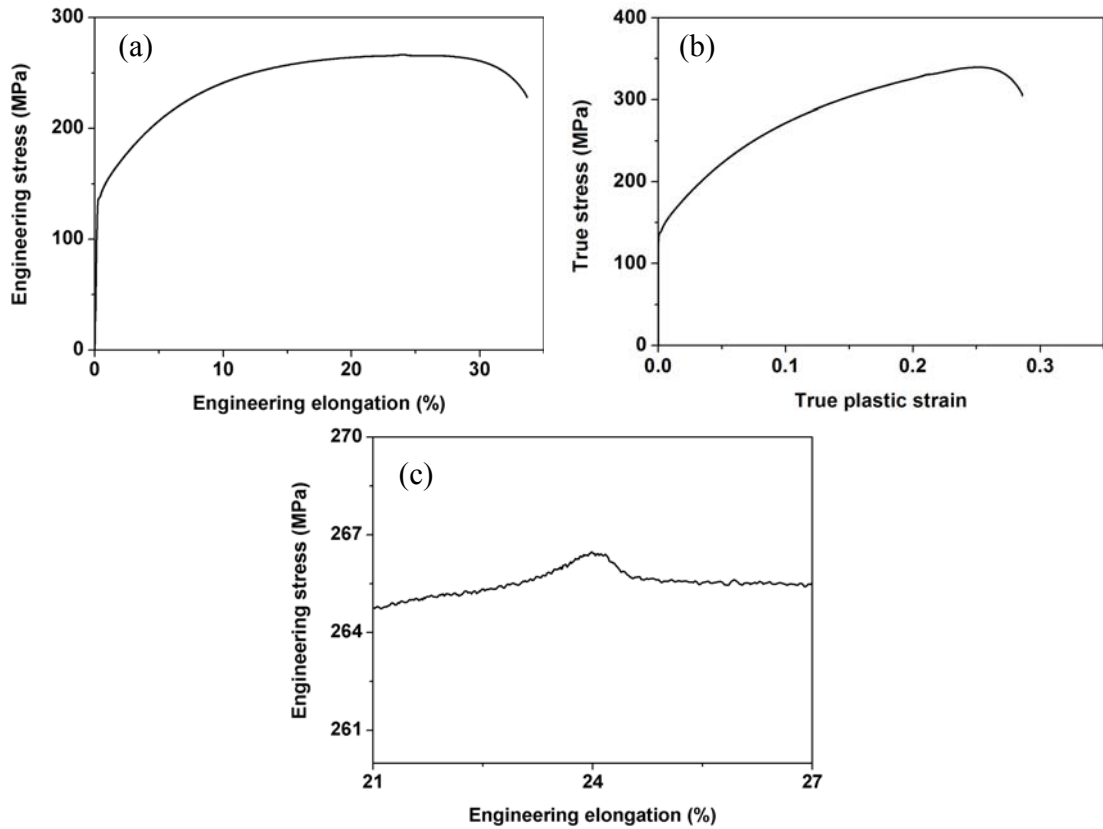 (a)
300
200
100
0
Engineering stress (MPa)
0
10
20
30
Engineering elongation (%)
(b)
400
300
200
100
0
True stress (MPa)
0.0
0.1
0.2
0.3
True plastic strain
(c)
270
267
264
261
Engineering stress (MPa)
21
24
27
Engineering elongation (%)